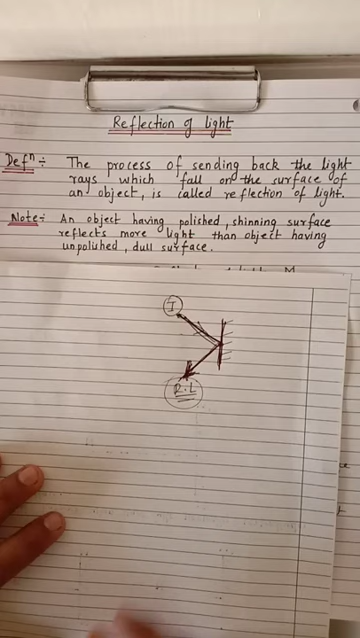 Reflection of light
Defⁿ:- The process of sending back the light
rays which fall on the surface of
an object, is called reflection of light.
Note:- An object having polished, shinning surface
reflects more light than object having
unpolished, dull surface.
I
R.L